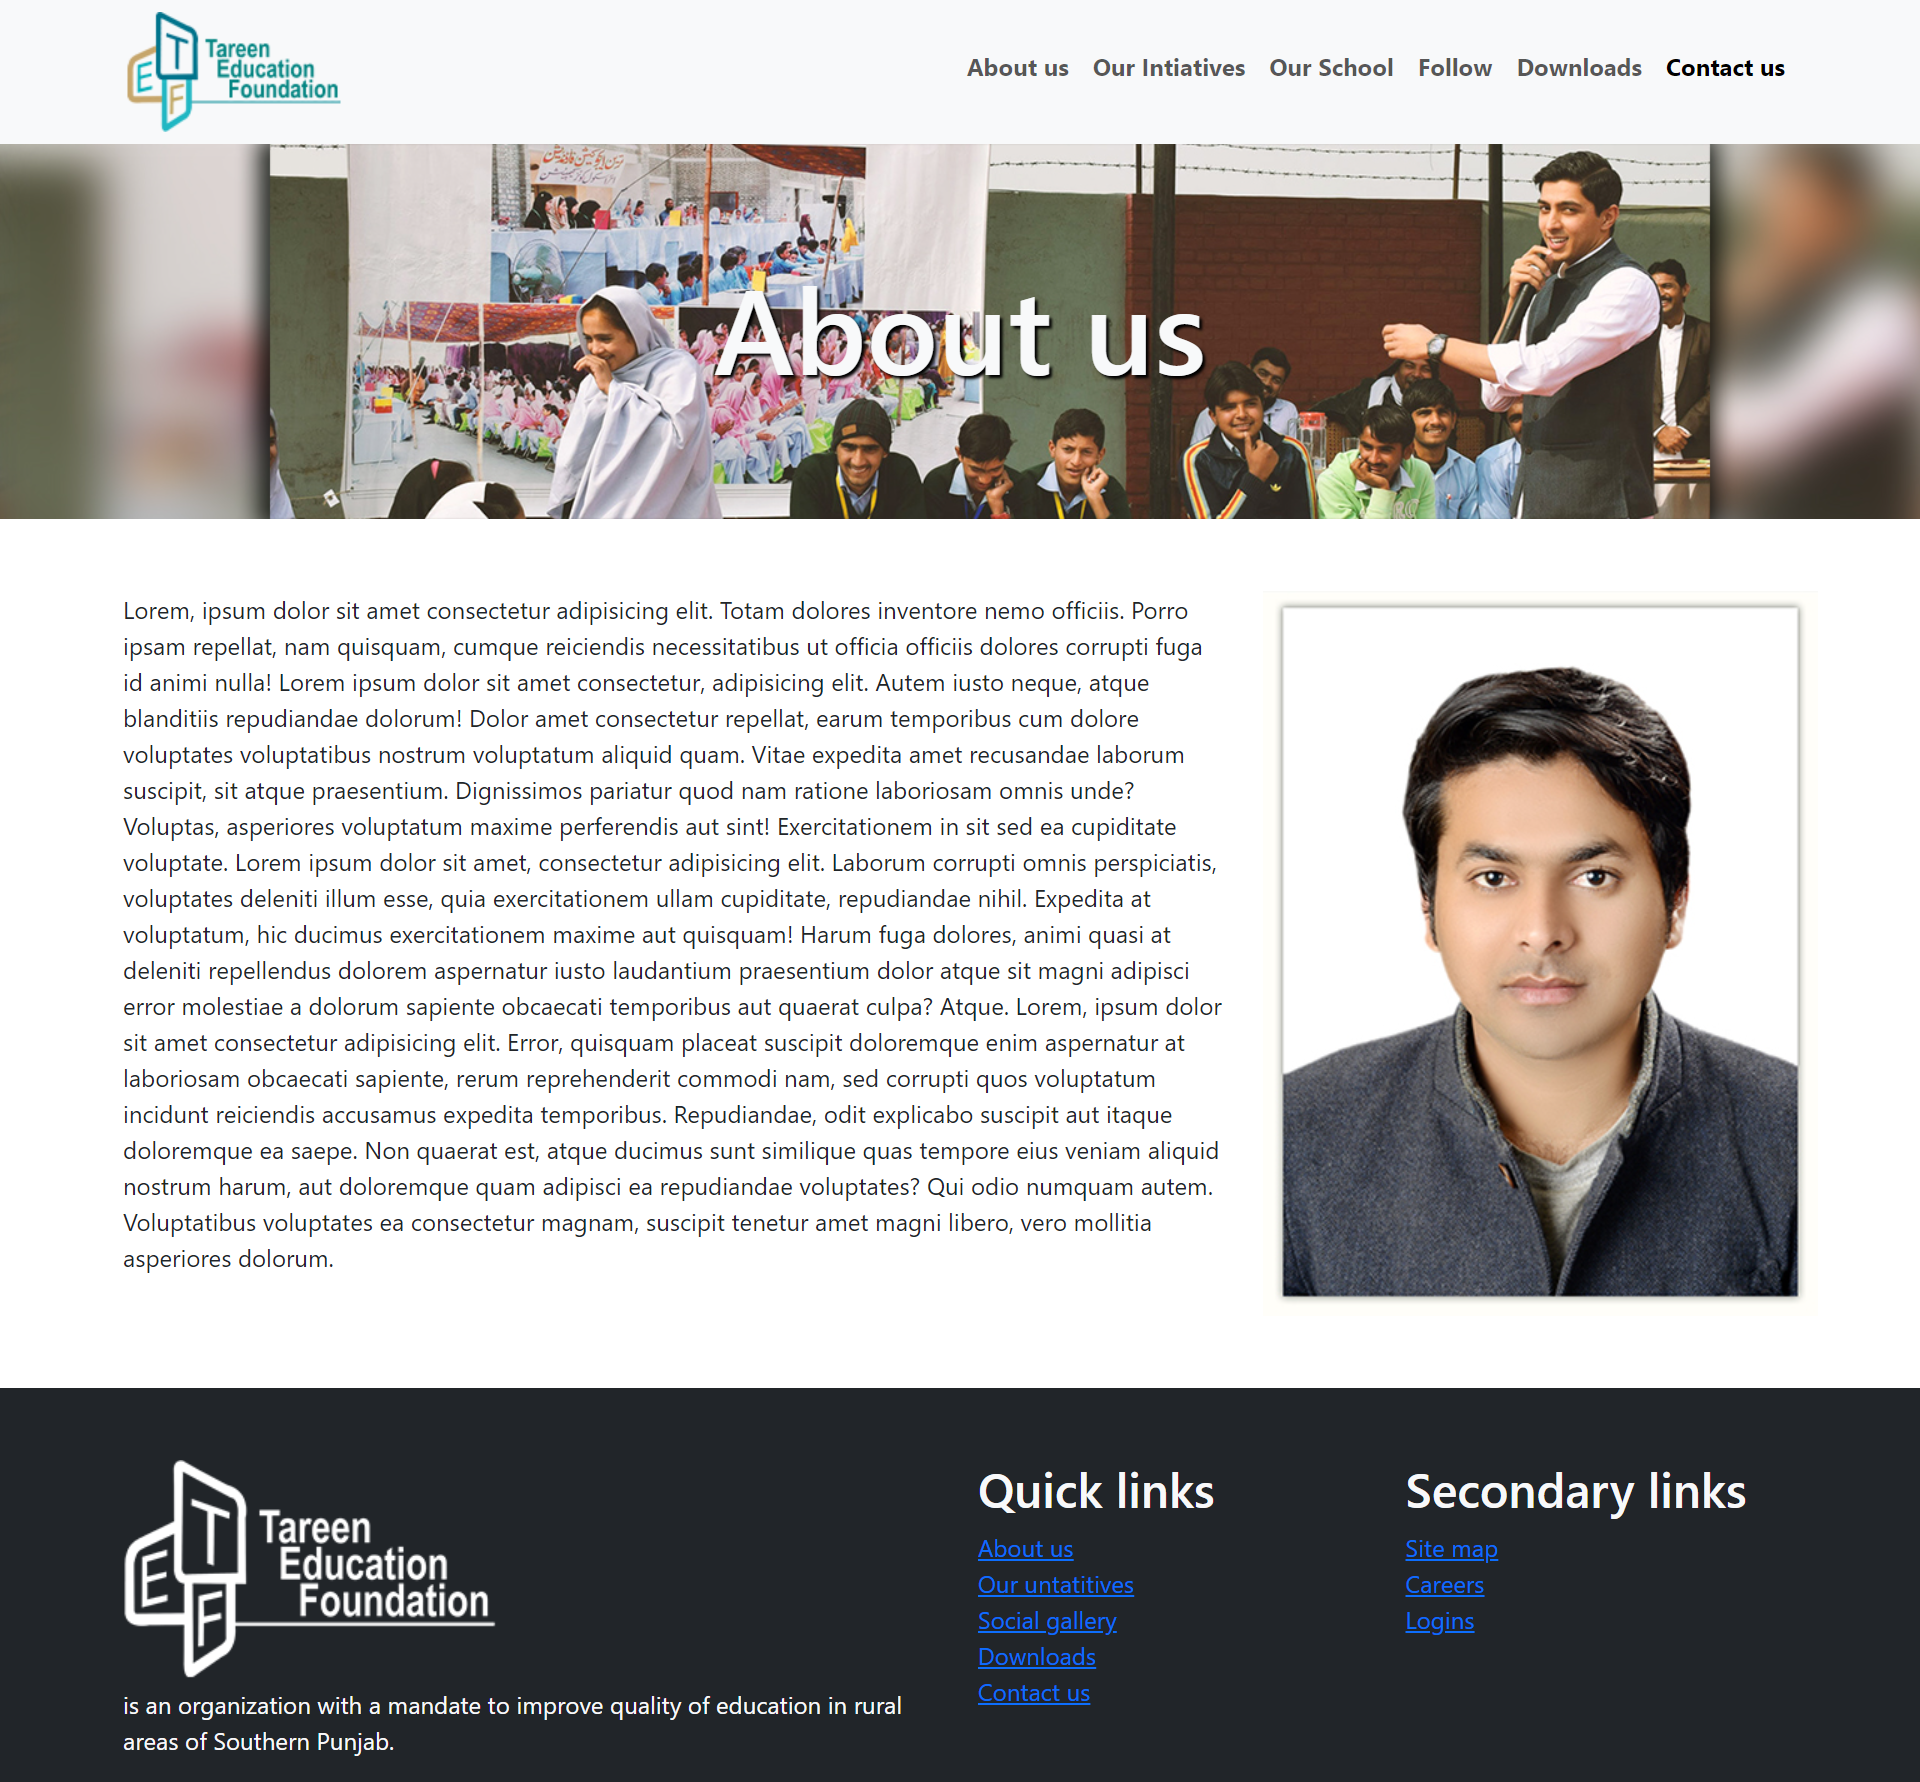 T
E
F
Tareen
Education
Foundation
About us Our Intiatives Our School Follow Downloads Contact us
ترین ایجوکیشن فاؤنڈیشن
About us
Lorem, ipsum dolor sit amet consectetur adipisicing elit. Totam dolores inventore nemo officiis. Porro
ipsam repellat, nam quisquam, cumque reiciendis necessitatibus ut officia officiis dolores corrupti fuga
id animi nulla! Lorem ipsum dolor sit amet consectetur, adipisicing elit. Autem iusto neque, atque
blanditiis repudiandae dolorum! Dolor amet consectetur repellat, earum temporibus cum dolore
voluptates voluptatibus nostrum voluptatum aliquid quam. Vitae expedita amet recusandae laborum
suscipit, sit atque praesentium. Dignissimos pariatur quod nam ratione laboriosam omnis unde?
Voluptas, asperiores voluptatum maxime perferendis aut sint! Exercitationem in sit sed ea cupiditate
voluptate. Lorem ipsum dolor sit amet, consectetur adipisicing elit. Laborum corrupti omnis perspiciatis,
voluptates deleniti illum esse, quia exercitationem ullam cupiditate, repudiandae nihil. Expedita at
voluptatum, hic ducimus exercitationem maxime aut quisquam! Harum fuga dolores, animi quasi at
deleniti repellendus dolorem aspernatur iusto laudantium praesentium dolor atque sit magni adipisci
error molestiae a dolorum sapiente obcaecati temporibus aut quaerat culpa? Atque. Lorem, ipsum dolor
sit amet consectetur adipisicing elit. Error, quisquam placeat suscipit doloremque enim aspernatur at
laboriosam obcaecati sapiente, rerum reprehenderit commodi nam, sed corrupti quos voluptatum
incidunt reiciendis accusamus expedita temporibus. Repudiandae, odit explicabo suscipit aut itaque
doloremque ea saepe. Non quaerat est, atque ducimus sunt similique quas tempore eius veniam aliquid
nostrum harum, aut doloremque quam adipisci ea repudiandae voluptates? Qui odio numquam autem.
Voluptatibus voluptates ea consectetur magnam, suscipit tenetur amet magni libero, vero mollitia
asperiores dolorum.
T
E
F
Tareen
Education
Foundation
is an organization with a mandate to improve quality of education in rural
areas of Southern Punjab.
Quick links
About us
Our untatitives
Social gallery
Downloads
Contact us
Secondary links
Site map
Careers
Logins